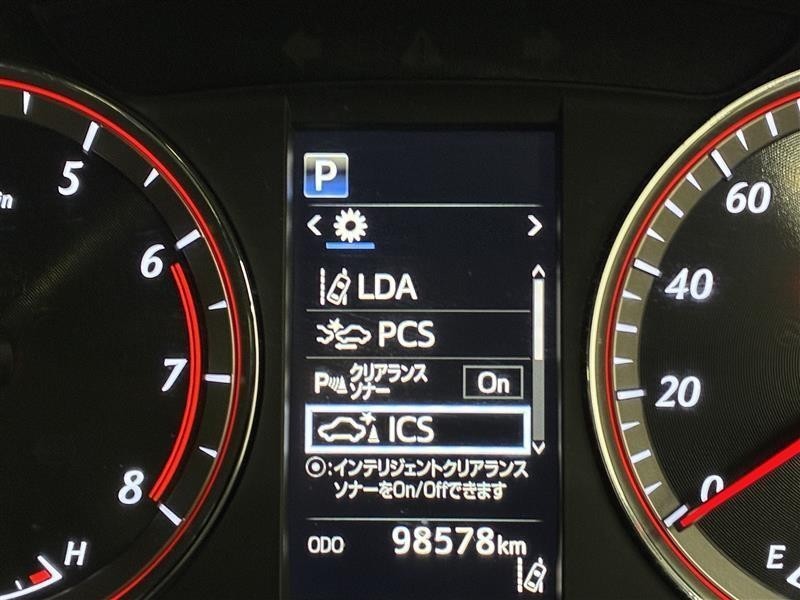 P
LDA
PCS
P クリアランス
ソナー On
ICS
:インテリジェントクリアランス
ソナーをOn/Offできます
ODO 98578km
5
6
7
8
H
60
40
20
0
E